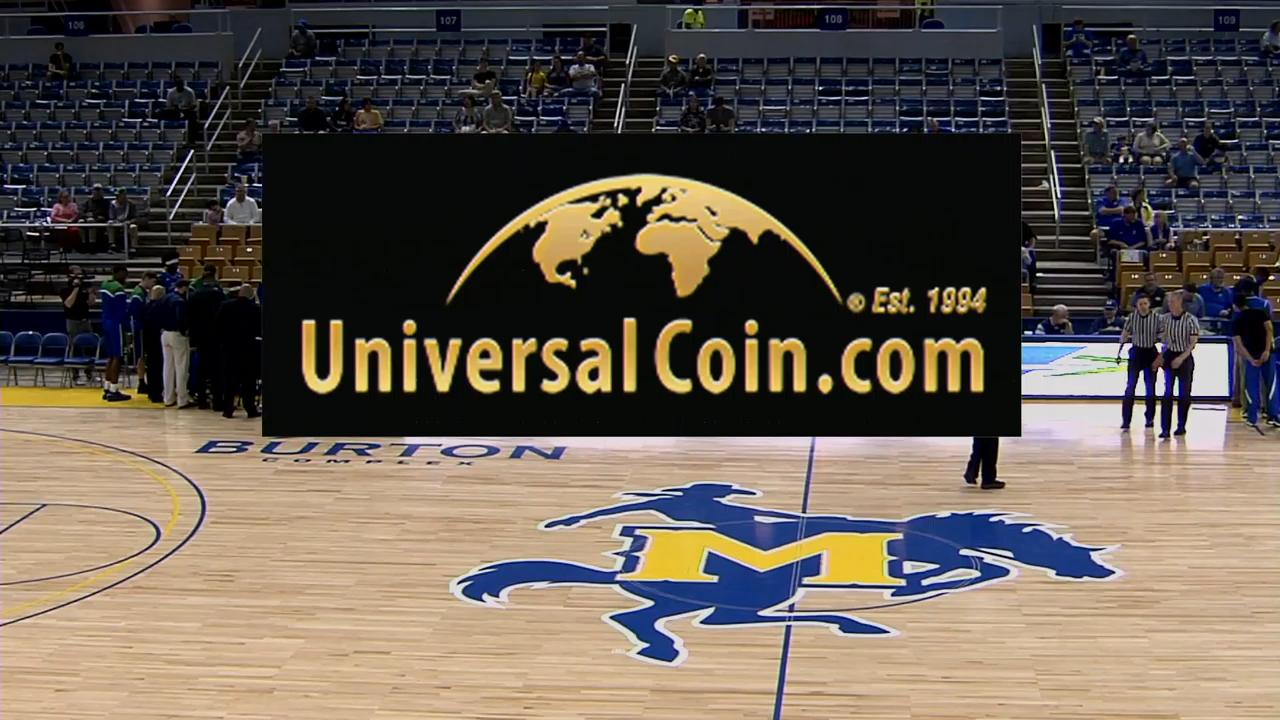 106
107
108
109
® Est. 1994
UniversalCoin.com
BURTON
COMPLEX
M